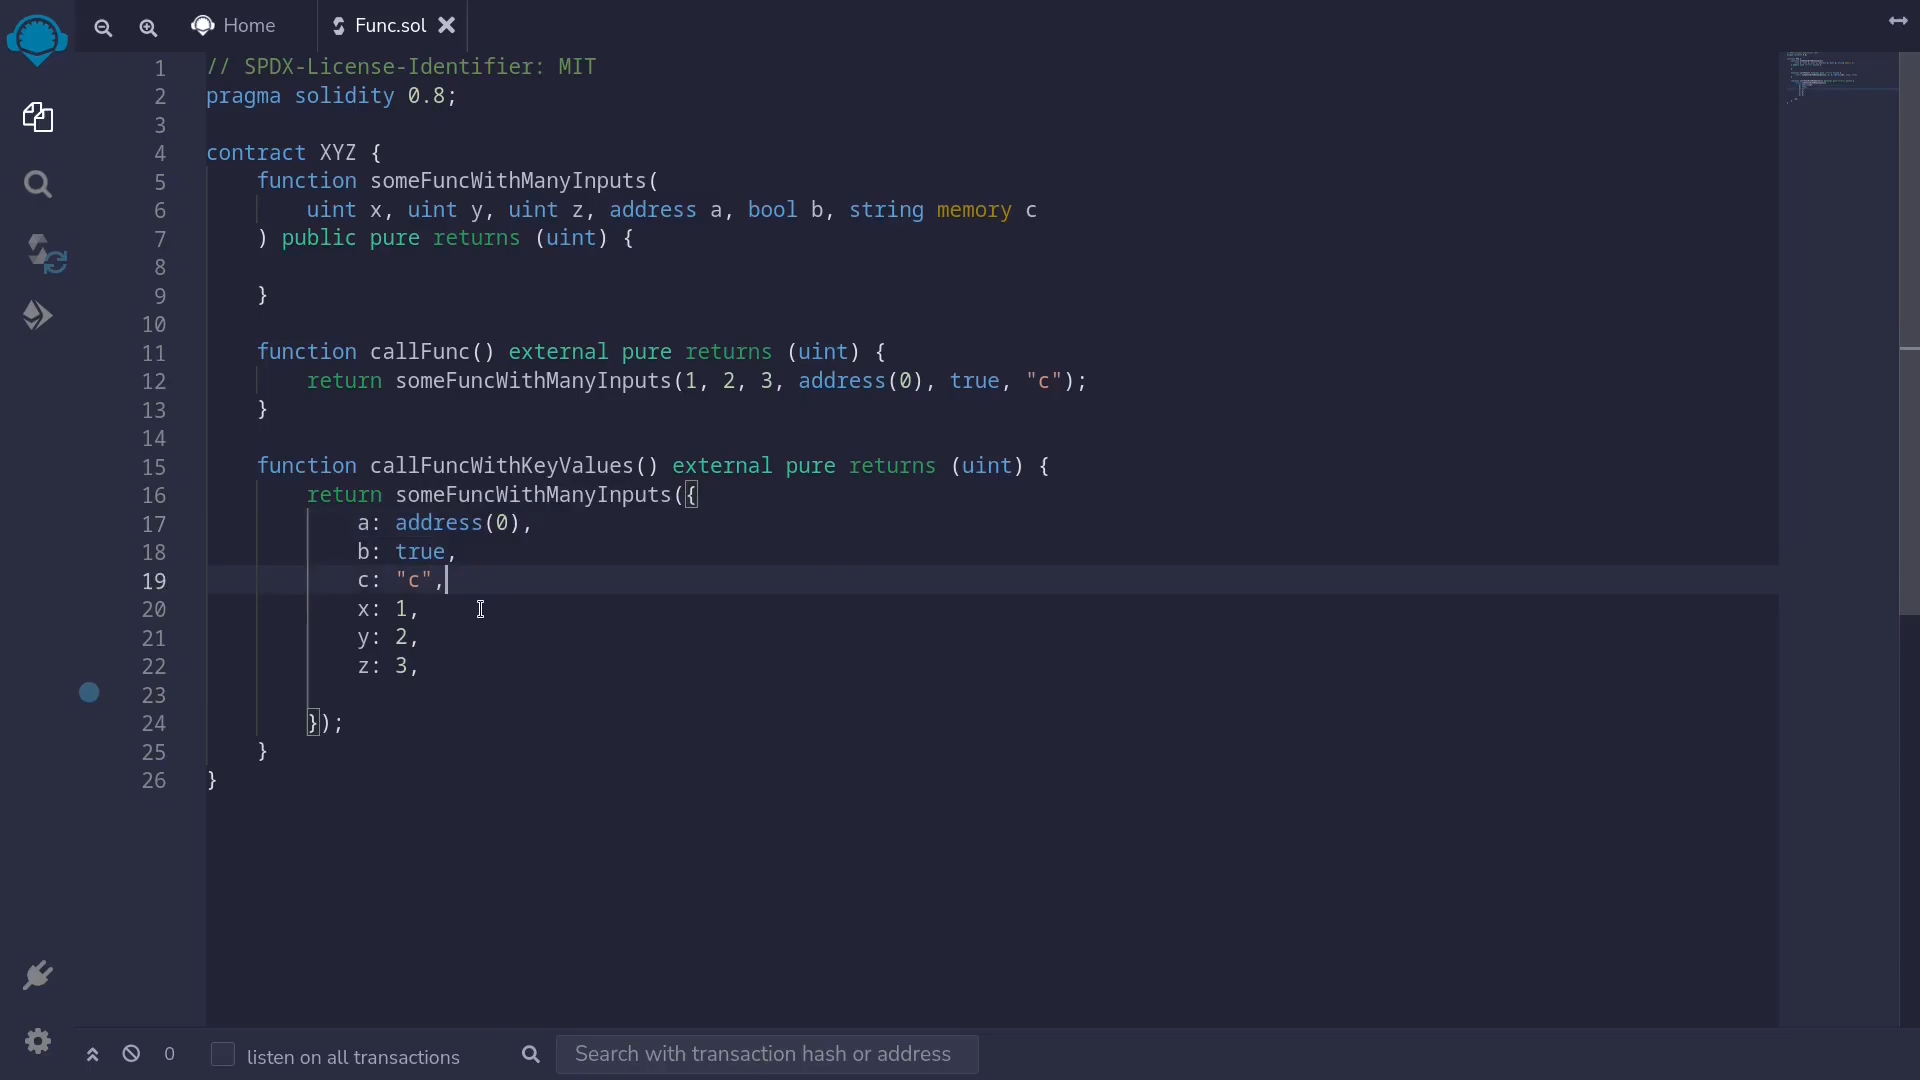 Home
Func.sol
1 // SPDX-License-Identifier: MIT
2 pragma solidity 0.8;
3
4 contract XYZ {
5     function someFuncWithManyInputs(
6         uint x, uint y, uint z, address a, bool b, string memory c
7     ) public pure returns (uint) {
8
9     }
10
11     function callFunc() external pure returns (uint) {
12         return someFuncWithManyInputs(1, 2, 3, address(0), true, "c");
13     }
14
15     function callFuncWithKeyValues() external pure returns (uint) {
16         return someFuncWithManyInputs({
17             a: address(0),
18             b: true,
19             c: "c",
20             x: 1,
21             y: 2,
22             z: 3,
23
24         });
25     }
26 }
0 listen on all transactions Search with transaction hash or address